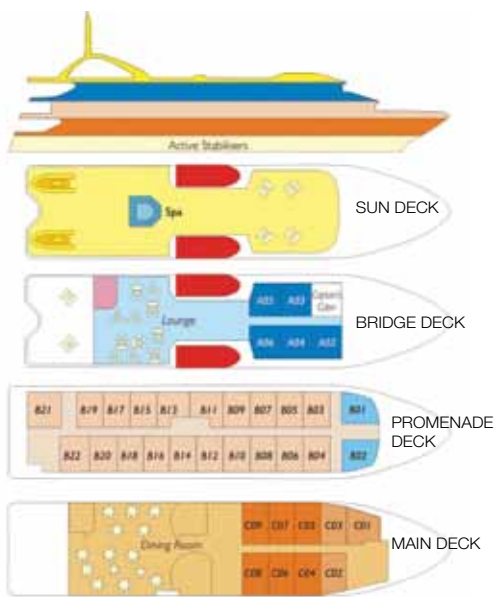 Active Stabilisers
Spa
SUN DECK
A05 A03 Captain's Cabin
Lounge
A06 A04 A02
BRIDGE DECK
B21 B19 B17 B15 B13 B11 B09 B07 B05 B03 B01
PROMENADE
DECK
B22 B20 B18 B16 B14 B12 B10 B08 B06 B04 B02
C09 C07 C05 C03 C01
Dining Room
MAIN DECK
C08 C06 C04 C02